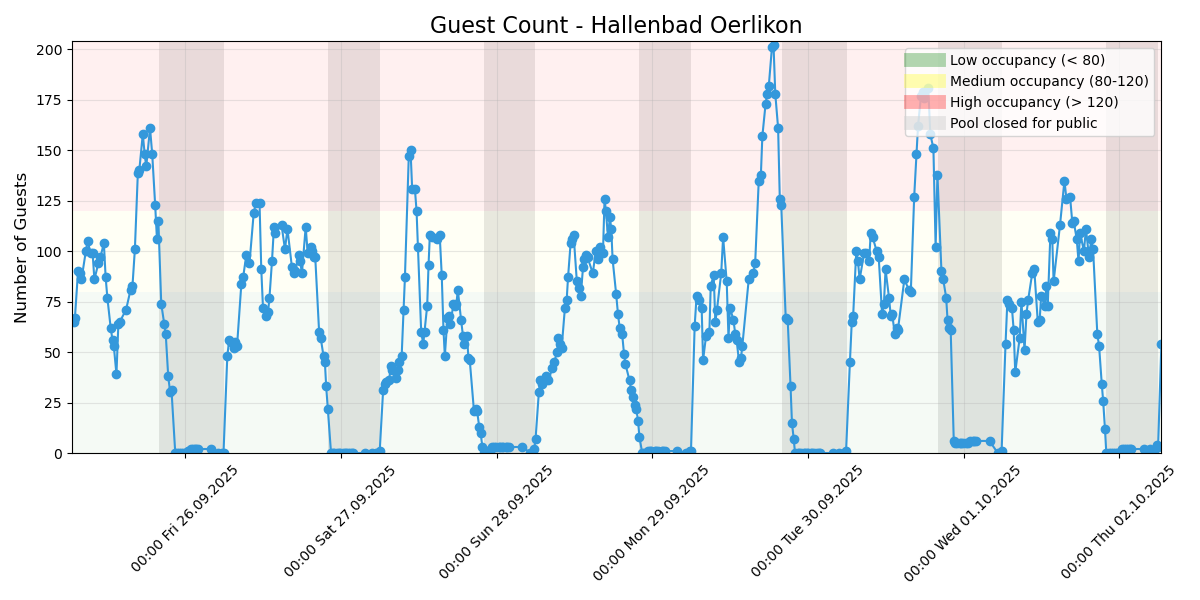 Guest Count - Hallenbad Oerlikon
Number of Guests
200
175
150
125
100
75
50
25
0
Low occupancy (< 80)
Medium occupancy (80-120)
High occupancy (> 120)
Pool closed for public
00:00 Fri 26.09.2025
00:00 Sat 27.09.2025
00:00 Sun 28.09.2025
00:00 Mon 29.09.2025
00:00 Tue 30.09.2025
00:00 Wed 01.10.2025
00:00 Thu 02.10.2025